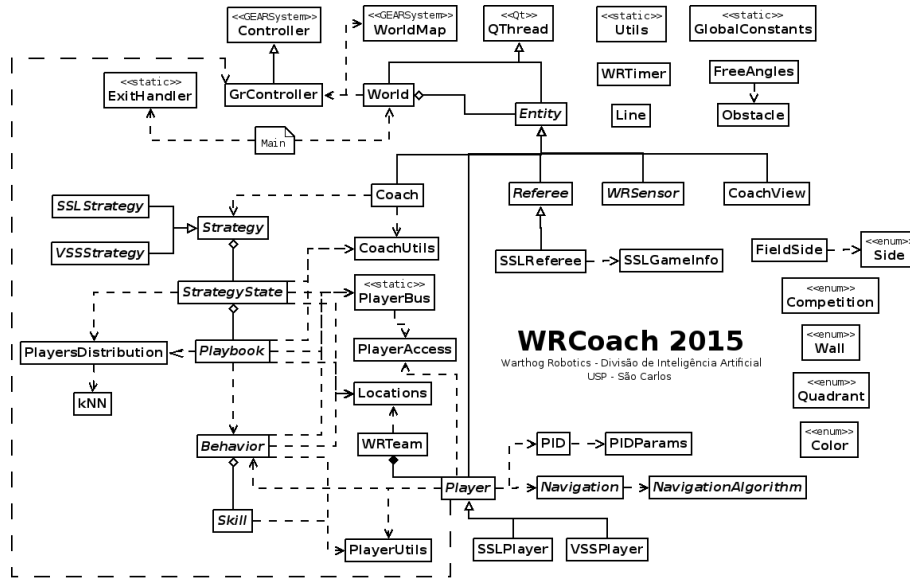 <<GEARSystem>>
Controller
<<GEARSystem>>
WorldMap
<<Qt>>
QThread
<<static>>
Utils
<<static>>
GlobalConstants
<<static>>
ExitHandler
GrController
World
Entity
WRTimer
FreeAngles
Line
Obstacle
Main
SSLStrategy
VSSStrategy
Strategy
Coach
CoachUtils
Referee
WRSensor
CoachView
SSLReferee
SSLGameInfo
FieldSide
<<enum>>
Side
StrategyState
<<static>>
PlayerBus
<<enum>>
Competition
PlayersDistribution
Playbook
PlayerAccess
WRCoach 2015
Warthog Robotics - Divisão de Inteligência Artificial
USP - São Carlos
<<enum>>
Wall
kNN
Locations
<<enum>>
Quadrant
Behavior
WRTeam
PID
PIDParams
<<enum>>
Color
Player
Navigation
NavigationAlgorithm
Skill
PlayerUtils
SSLPlayer
VSSPlayer